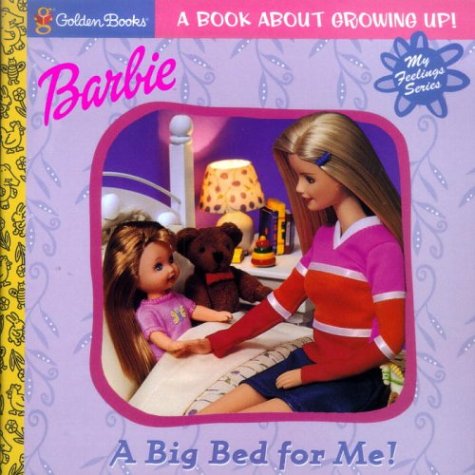 Golden Books®
A BOOK ABOUT GROWING UP!
My
Feelings
Series
Barbie
A Big Bed for Me!